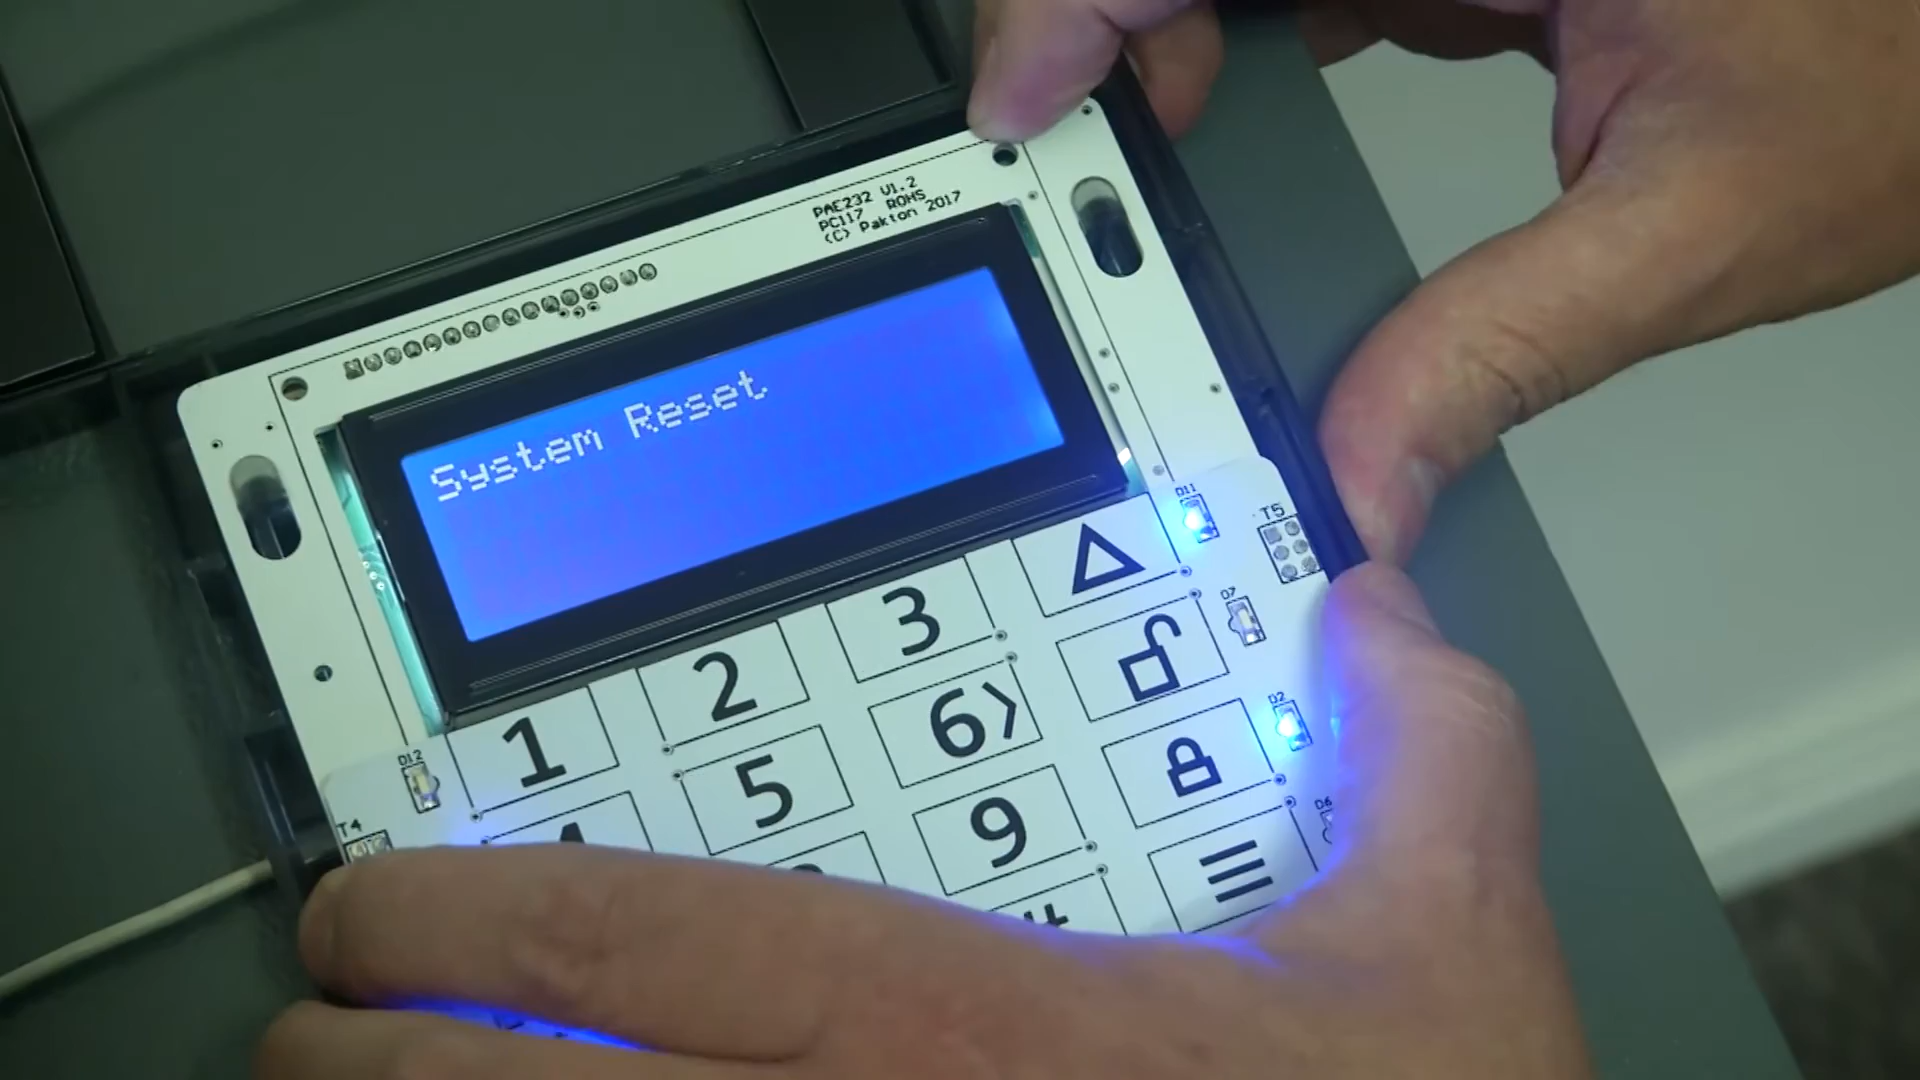 PAE232 V1.2
PC117 ROHS
(C) Pakton 2017
System Reset
D11
T5
D7
3
2
1
6>
5
D2
D12
T4
9
D6